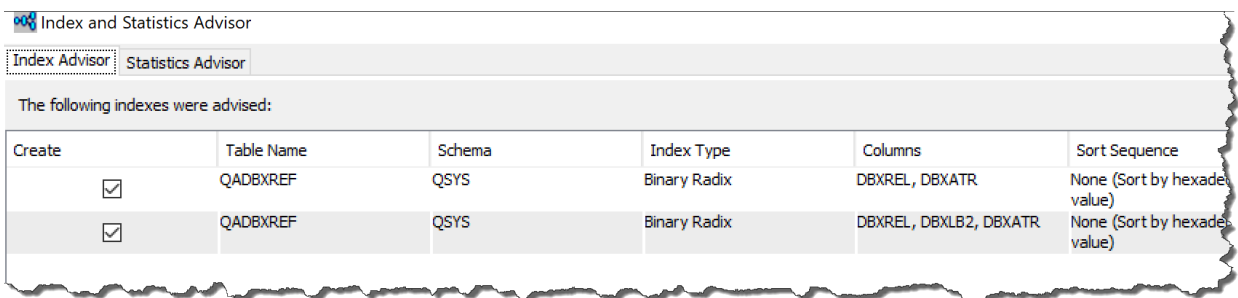 Index and Statistics Advisor
Index Advisor Statistics Advisor
The following indexes were advised:
Create Table Name Schema Index Type Columns Sort Sequence
QADBXREF QSYS Binary Radix DBXREL, DBXATR None (Sort by
value)
QADBXREF QSYS Binary Radix DBXREL, DBXLB2, DBXATR None (Sort by
value)